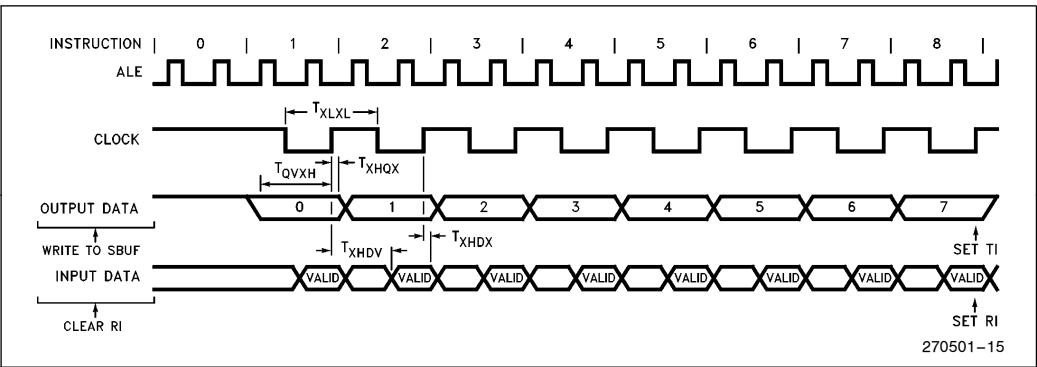 INSTRUCTION | 0 | 1 | 2 | 3 | 4 | 5 | 6 | 7 | 8 |
ALE
TXLXL
CLOCK
TQVXH TXHQX
OUTPUT DATA 0 1 2 3 4 5 6 7
WRITE TO SBUF TXHDV TXHDX SET TI
INPUT DATA VALID VALID VALID VALID VALID VALID VALID VALID
CLEAR RI SET RI
270501-15